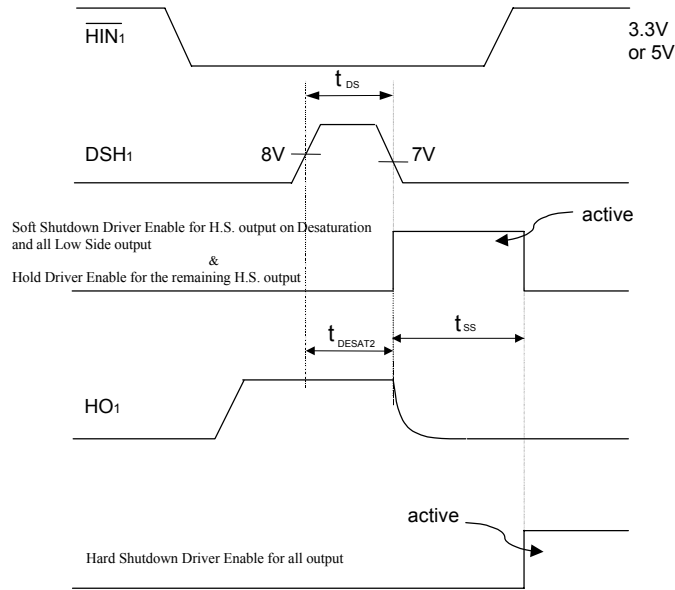 HIN1
3.3V
or 5V
tDS
DSH1
8V
7V
active
Soft Shutdown Driver Enable for H.S. output on Desaturation
and all Low Side output
&
Hold Driver Enable for the remaining H.S. output
tDESAT2
tss
HO1
active
Hard Shutdown Driver Enable for all output